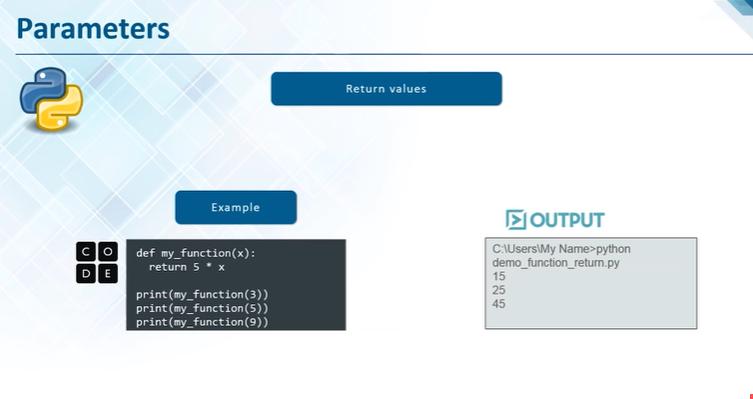 Parameters
Return values
Example
C O
D E
def my_function(x):
  return 5 * x
print(my_function(3))
print(my_function(5))
print(my_function(9))
OUTPUT
C:\Users\My Name>python
demo_function_return.py
15
25
45